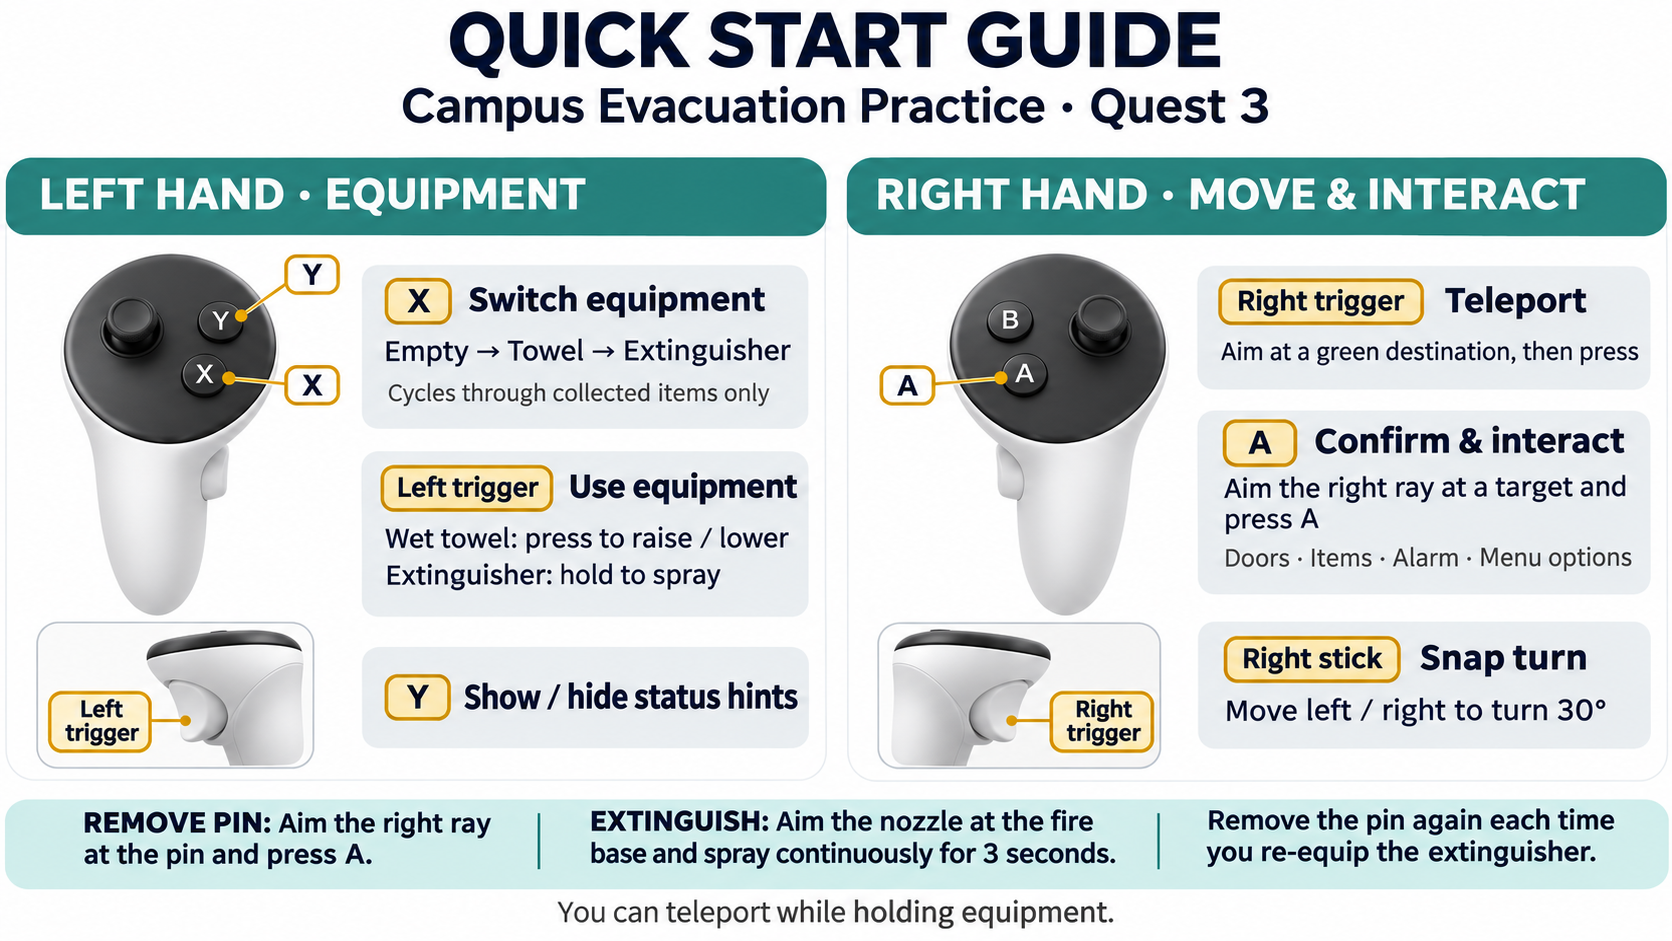 QUICK START GUIDE
Campus Evacuation Practice · Quest 3
LEFT HAND · EQUIPMENT
Y
Y
X
X
Left
trigger
X Switch equipment
Empty → Towel → Extinguisher
Cycles through collected items only
Left trigger Use equipment
Wet towel: press to raise / lower
Extinguisher: hold to spray
Y Show / hide status hints
RIGHT HAND · MOVE & INTERACT
B
A
A
Right
trigger
Right trigger Teleport
Aim at a green destination, then press
A Confirm & interact
Aim the right ray at a target and
press A
Doors · Items · Alarm · Menu options
Right stick Snap turn
Move left / right to turn 30°
REMOVE PIN: Aim the right ray
at the pin and press A.
EXTINGUISH: Aim the nozzle at the fire
base and spray continuously for 3 seconds.
Remove the pin again each time
you re-equip the extinguisher.
You can teleport while holding equipment.